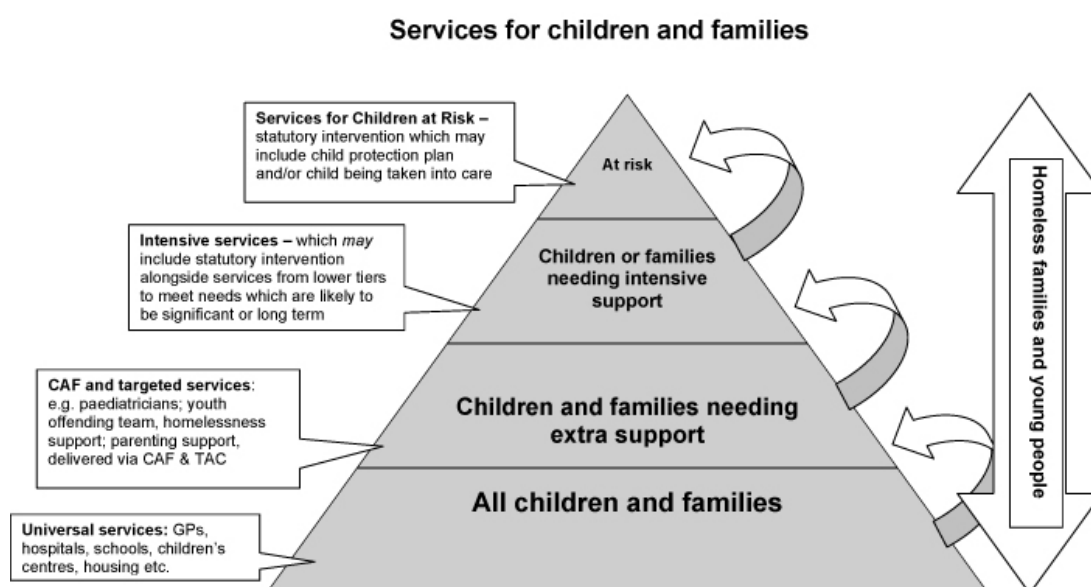 Services for children and families
Services for Children at Risk –
statutory intervention which may
include child protection plan
and/or child being taken into care
At risk
Intensive services – which may
include statutory intervention
alongside services from lower tiers
to meet needs which are likely to
be significant or long term
Children or families
needing intensive
support
CAF and targeted services:
e.g. paediatricians; youth
offending team, homelessness
support; parenting support,
delivered via CAF & TAC
Children and families needing
extra support
Universal services: GPs,
hospitals, schools, children's
centres, housing etc.
All children and families
Homeless families and young people